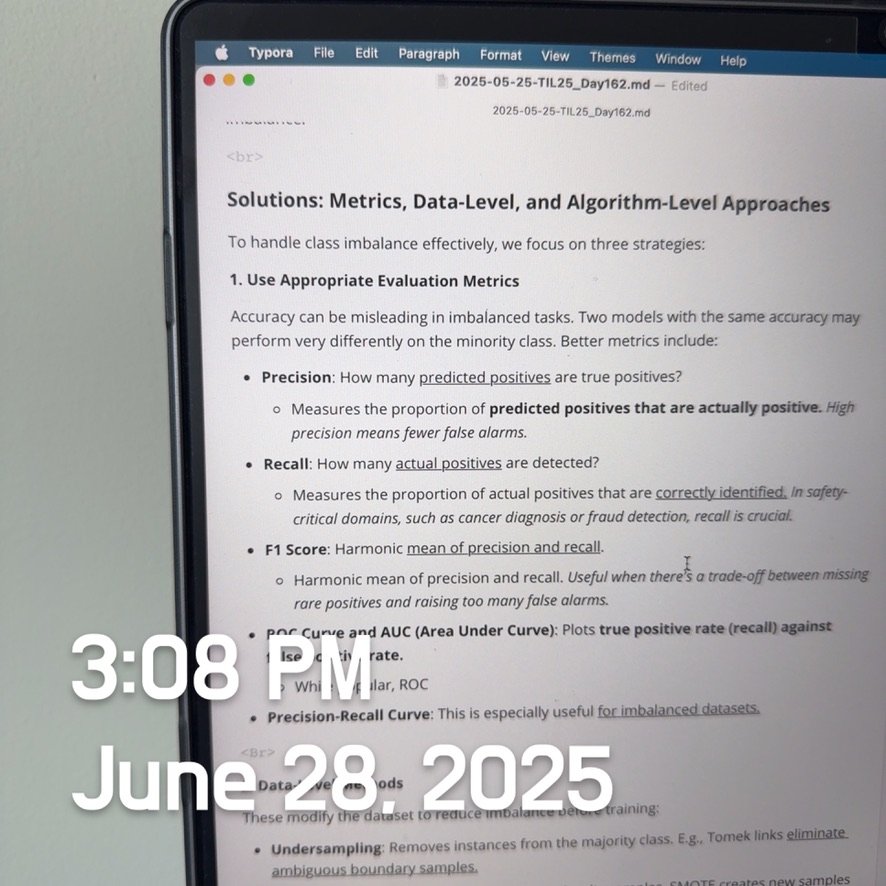 Typora File Edit Paragraph Format View Themes Window Help
2025-05-25-TIL25_Day162.md — Edited
2025-05-25-TIL25_Day162.md
<br>
Solutions: Metrics, Data-Level, and Algorithm-Level Approaches
To handle class imbalance effectively, we focus on three strategies:
1. Use Appropriate Evaluation Metrics
Accuracy can be misleading in imbalanced tasks. Two models with the same accuracy may
perform very differently on the minority class. Better metrics include:
• Precision: How many predicted positives are true positives?
○ Measures the proportion of predicted positives that are actually positive. High
precision means fewer false alarms.
• Recall: How many actual positives are detected?
○ Measures the proportion of actual positives that are correctly identified. In safety-
critical domains, such as cancer diagnosis or fraud detection, recall is crucial.
• F1 Score: Harmonic mean of precision and recall.
○ Harmonic mean of precision and recall. Useful when there's a trade-off between missing
rare positives and raising too many false alarms.
• ROC Curve and AUC (Area Under Curve): Plots true positive rate (recall) against
false positive rate.
ROC
• Precision-Recall Curve: This is especially useful for imbalanced datasets.
<Br>
Data-Level Methods
These modify the dataset to reduce imbalance before training:
• Undersampling: Removes instances from the majority class. E.g., Tomek links eliminate
ambiguous boundary samples.
SMOTE creates new samples
3:08 PM
June 28, 2025